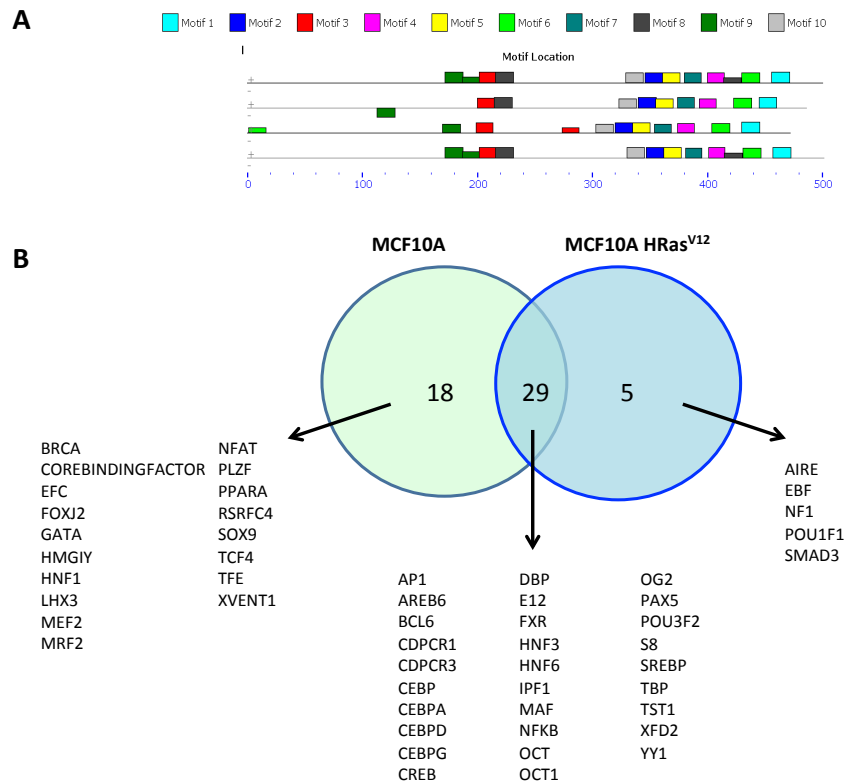 A
Motif 1 Motif 2 Motif 3 Motif 4 Motif 5 Motif 6 Motif 7 Motif 8 Motif 9 Motif 10
Motif Location
0 100 200 300 400 500
B
MCF10A
MCF10A HRasV12
18
29
5
BRCA
COREBINDINGFACTOR
EFC
FOXJ2
GATA
HMGIY
HNF1
LHX3
MEF2
MRF2
NFAT
PLZF
PPARA
RSRFC4
SOX9
TCF4
TFE
XVENT1
AP1
AREB6
BCL6
CDPCR1
CDPCR3
CEBP
CEBPA
CEBPD
CEBPG
CREB
DBP
E12
FXR
HNF3
HNF6
IPF1
MAF
NFKB
OCT
OCT1
OG2
PAX5
POU3F2
S8
SREBP
TBP
TST1
XFD2
YY1
AIRE
EBF
NF1
POU1F1
SMAD3